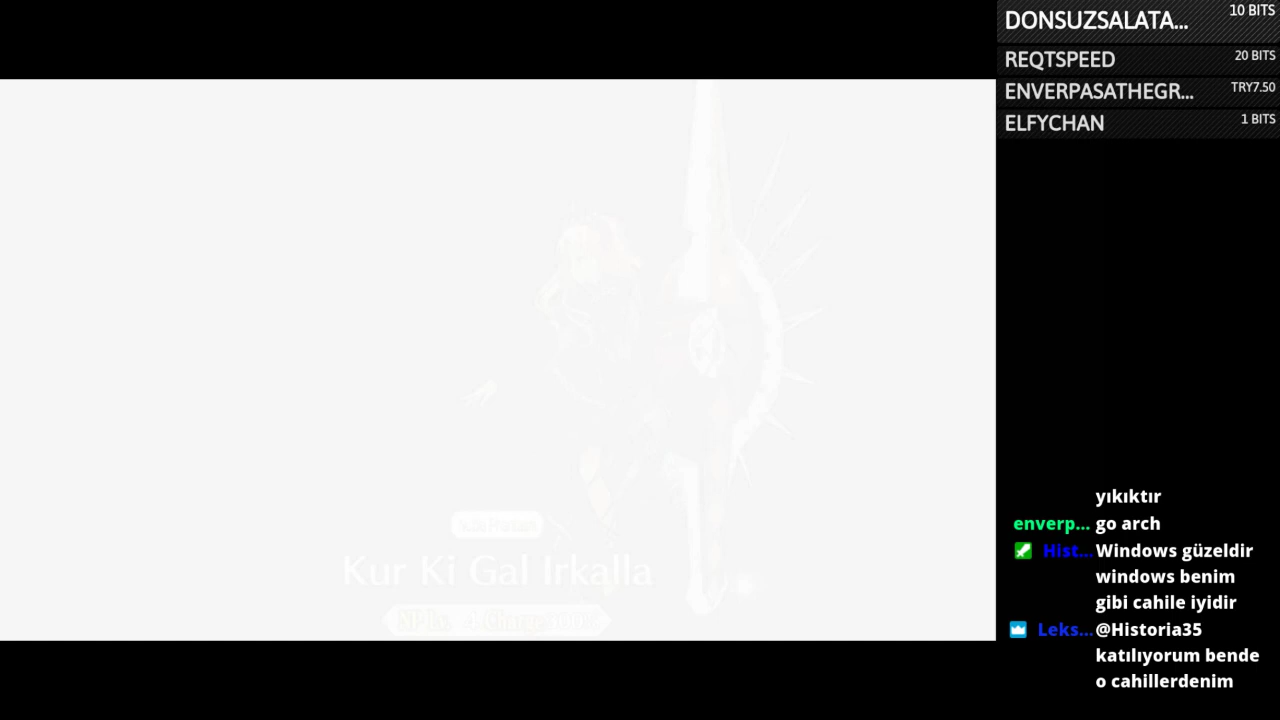 DONSUZSALATA... 10 BITS
REQTSPEED 20 BITS
ENVERPASATHEGR... TRY7.50
ELFYCHAN 1 BITS
Kur Ki Gal Irkalla
yıkıktır
enverp... go arch
Hist... Windows güzeldir
windows benim
gibi cahile iyidir
Leks... @Historia35
katılıyorum bende
o cahillerdenim